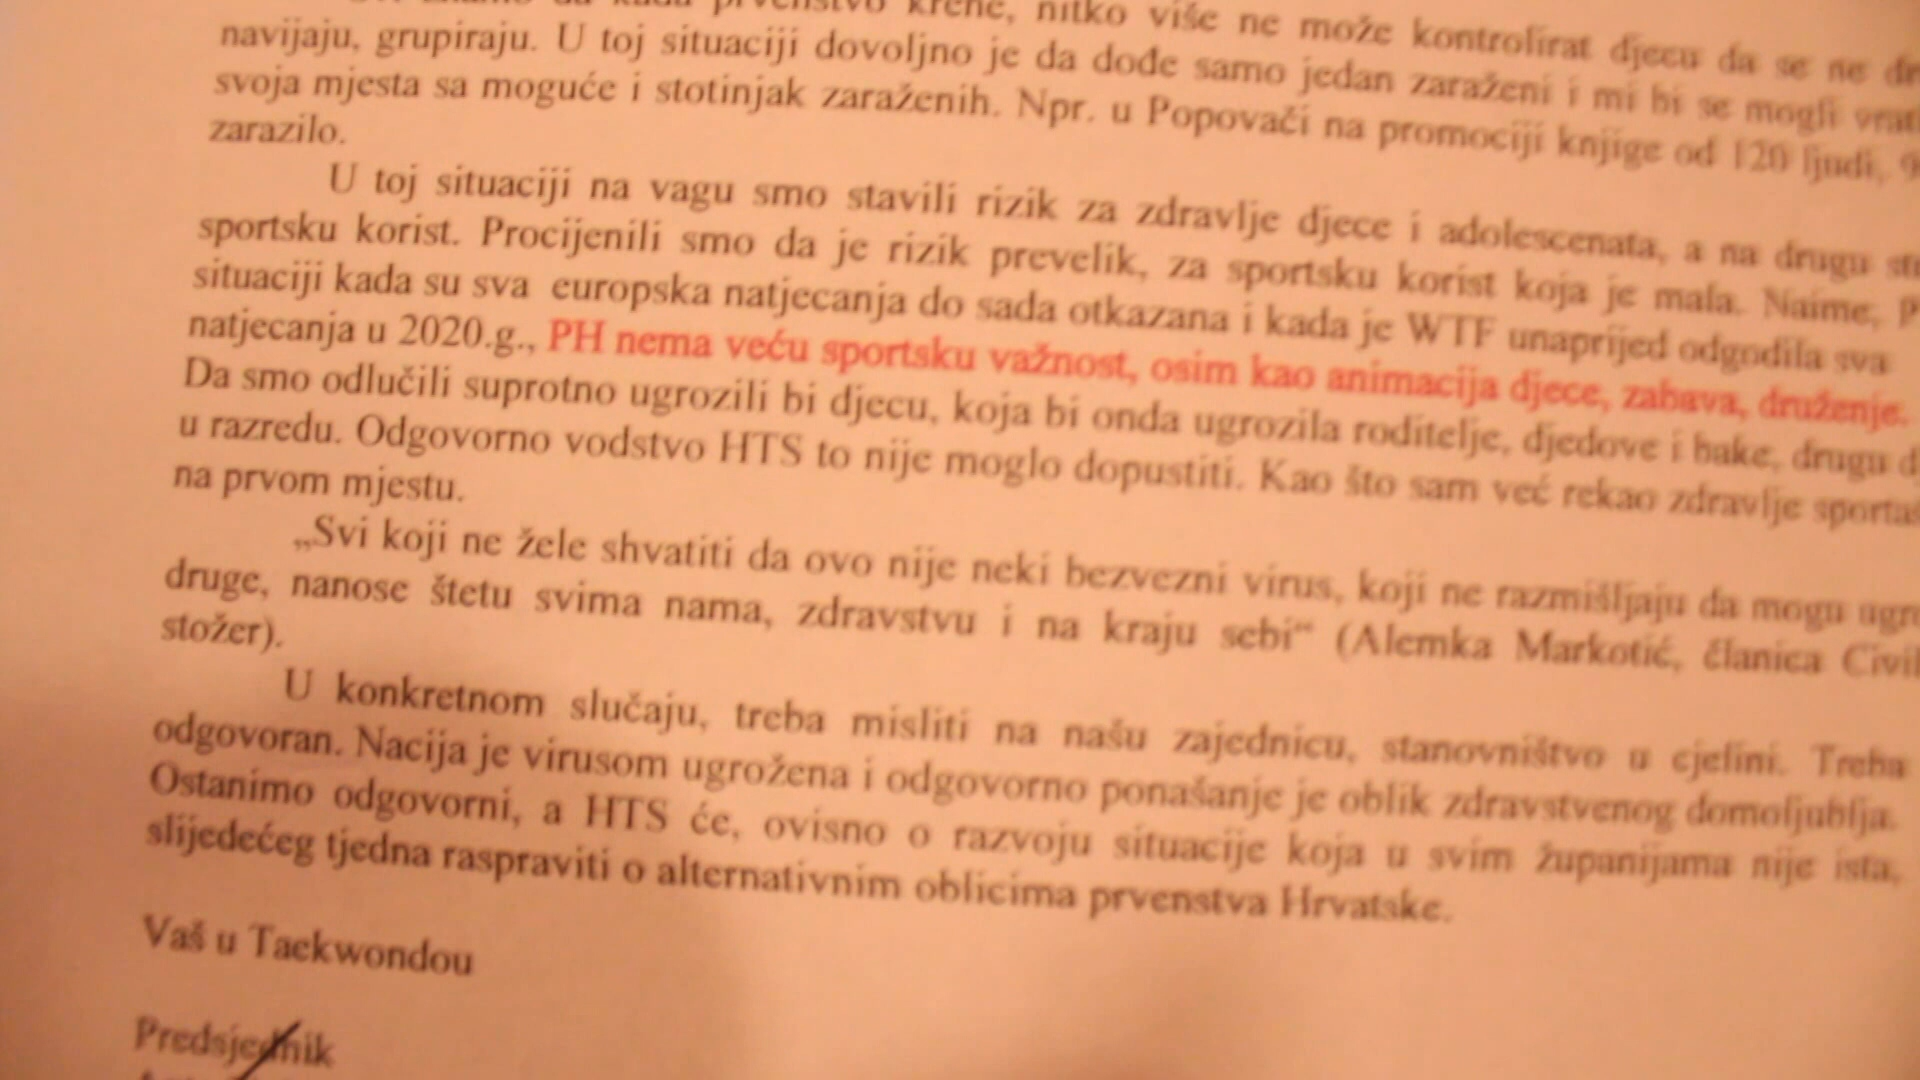 kada prvenstvo krene, nitko više ne može kontrolirat djecu da se ne
navijaju, grupiraju. U toj situaciji dovoljno je da dođe samo jedan zaraženi i mi bi se mogli
svoja mjesta sa moguće i stotinjak zaraženih. Npr. u Popovači na promociji knjige od 120 ljudi,
zarazilo.
U toj situaciji na vagu smo stavili rizik za zdravlje djece i adolescenata, a na drugu
sportsku korist. Procijenili smo da je rizik prevelik, za sportsku korist koja je mala. Naime,
situaciji kada su sva europska natjecanja do sada otkazana i kada je WTF unaprijed odgodila sva
natjecanja u 2020.g., PH nema veću sportsku važnost, osim kao animacija djece, zabava, druženje.
Da smo odlučili suprotno ugrozili bi djecu, koja bi onda ugrozila roditelje, djedove i bake, drugu
u razredu. Odgovorno vodstvo HTS to nije moglo dopustiti. Kao što sam već rekao zdravlje
na prvom mjestu.
„Svi koji ne žele shvatiti da ovo nije neki bezvezni virus, koji ne razmišljaju da mogu
druge, nanose štetu svima nama, zdravstvu i na kraju sebi“ (Alemka Markotić, članica
stožer).
U konkretnom slučaju, treba misliti na našu zajednicu, stanovništvo u cjelini. Treba
odgovoran. Nacija je virusom ugrožena i odgovorno ponašanje je oblik zdravstvenog domoljublja.
Ostanimo odgovorni, a HTS će, ovisno o razvoju situacije koja u svim županijama nije ista,
slijedećeg tjedna raspraviti o alternativnim oblicima prvenstva Hrvatske.
Vaš u Taekwondou
Predsjednik